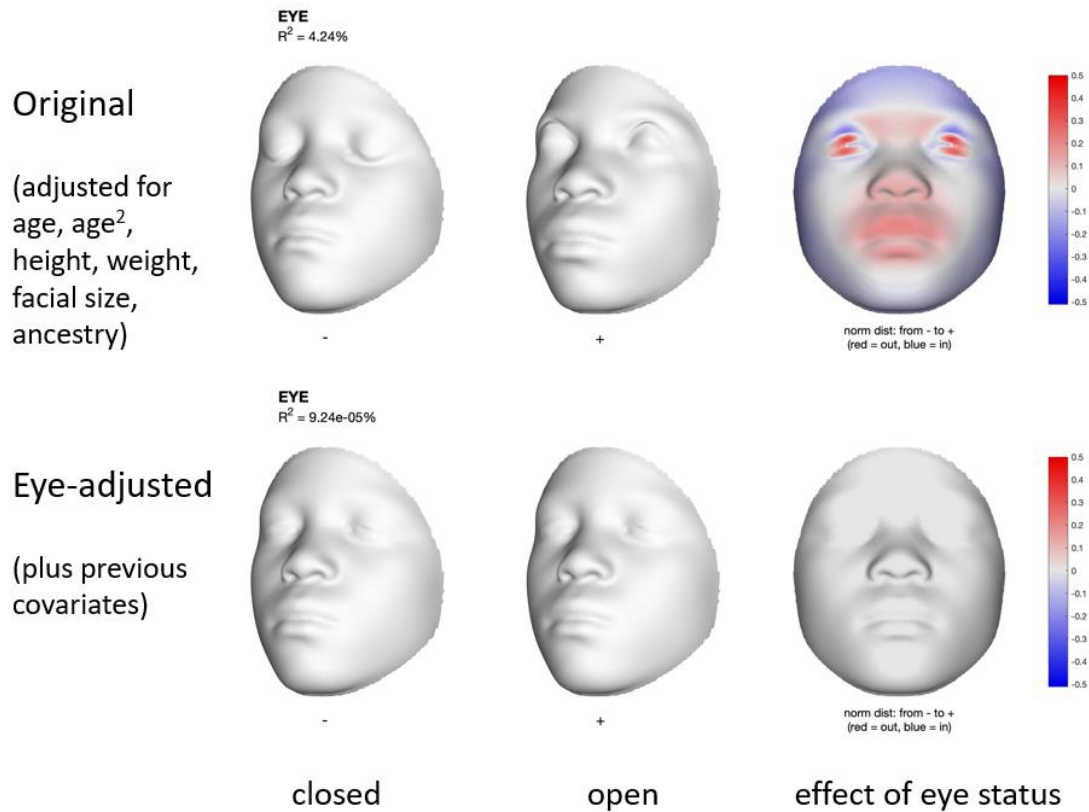 EYE
R² = 4.24%
Original
(adjusted for
age, age²,
height, weight,
facial size,
ancestry)
-
+
norm dist: from - to +
(red = out, blue = in)
0.5
0.4
0.3
0.2
0.1
0
-0.1
-0.2
-0.3
-0.4
-0.5
EYE
R² = 9.24e-05%
Eye-adjusted
(plus previous
covariates)
-
+
norm dist: from - to +
(red = out, blue = in)
0.5
0.4
0.3
0.2
0.1
0
-0.1
-0.2
-0.3
-0.4
-0.5
closed
open
effect of eye status